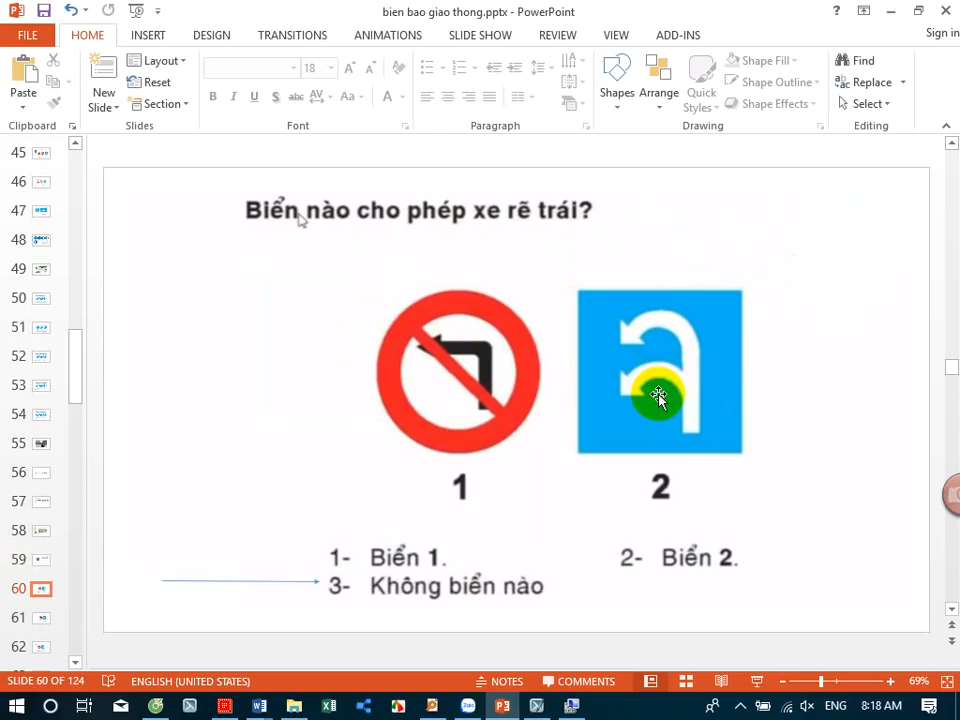 bien bao giao thong.pptx - PowerPoint
?
FILE HOME INSERT DESIGN TRANSITIONS ANIMATIONS SLIDE SHOW REVIEW VIEW ADD-INS Sign in
Paste
New Slide
Layout
Reset
Section
18
B I U S abc AV Aa A
Shapes
Arrange
Quick Styles
Shape Fill
Shape Outline
Shape Effects
Find
Replace
Select
Clipboard Slides Font Paragraph Drawing Editing
45
46
47
48
49
50
51
52
53
54
55
56
57
58
59
60
61
62
Biển nào cho phép xe rẽ trái?
1 2
1- Biển 1. 2- Biển 2.
3- Không biển nào
SLIDE 60 OF 124 ENGLISH (UNITED STATES) NOTES COMMENTS 69%
Zalo
ENG 8:18 AM